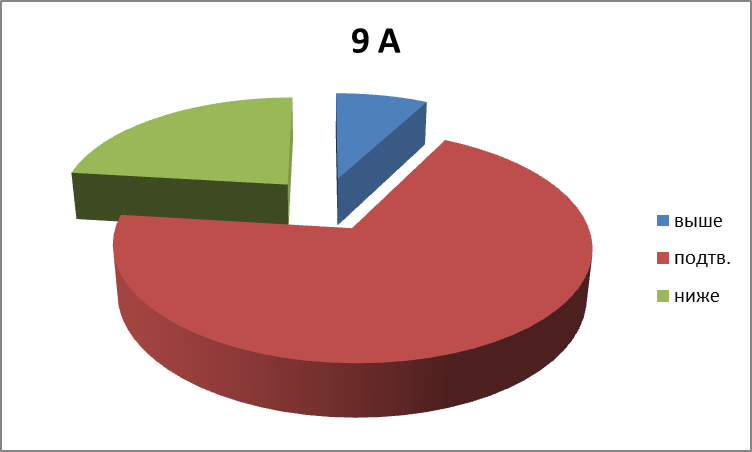 9 А
выше
подтв.
ниже